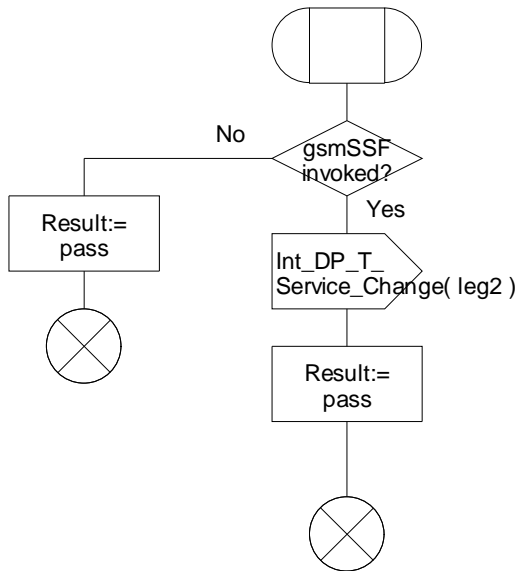 gsmSSF
invoked?
No
Yes
Result:=
pass
Int_DP_T_
Service_Change( leg2 )
Result:=
pass